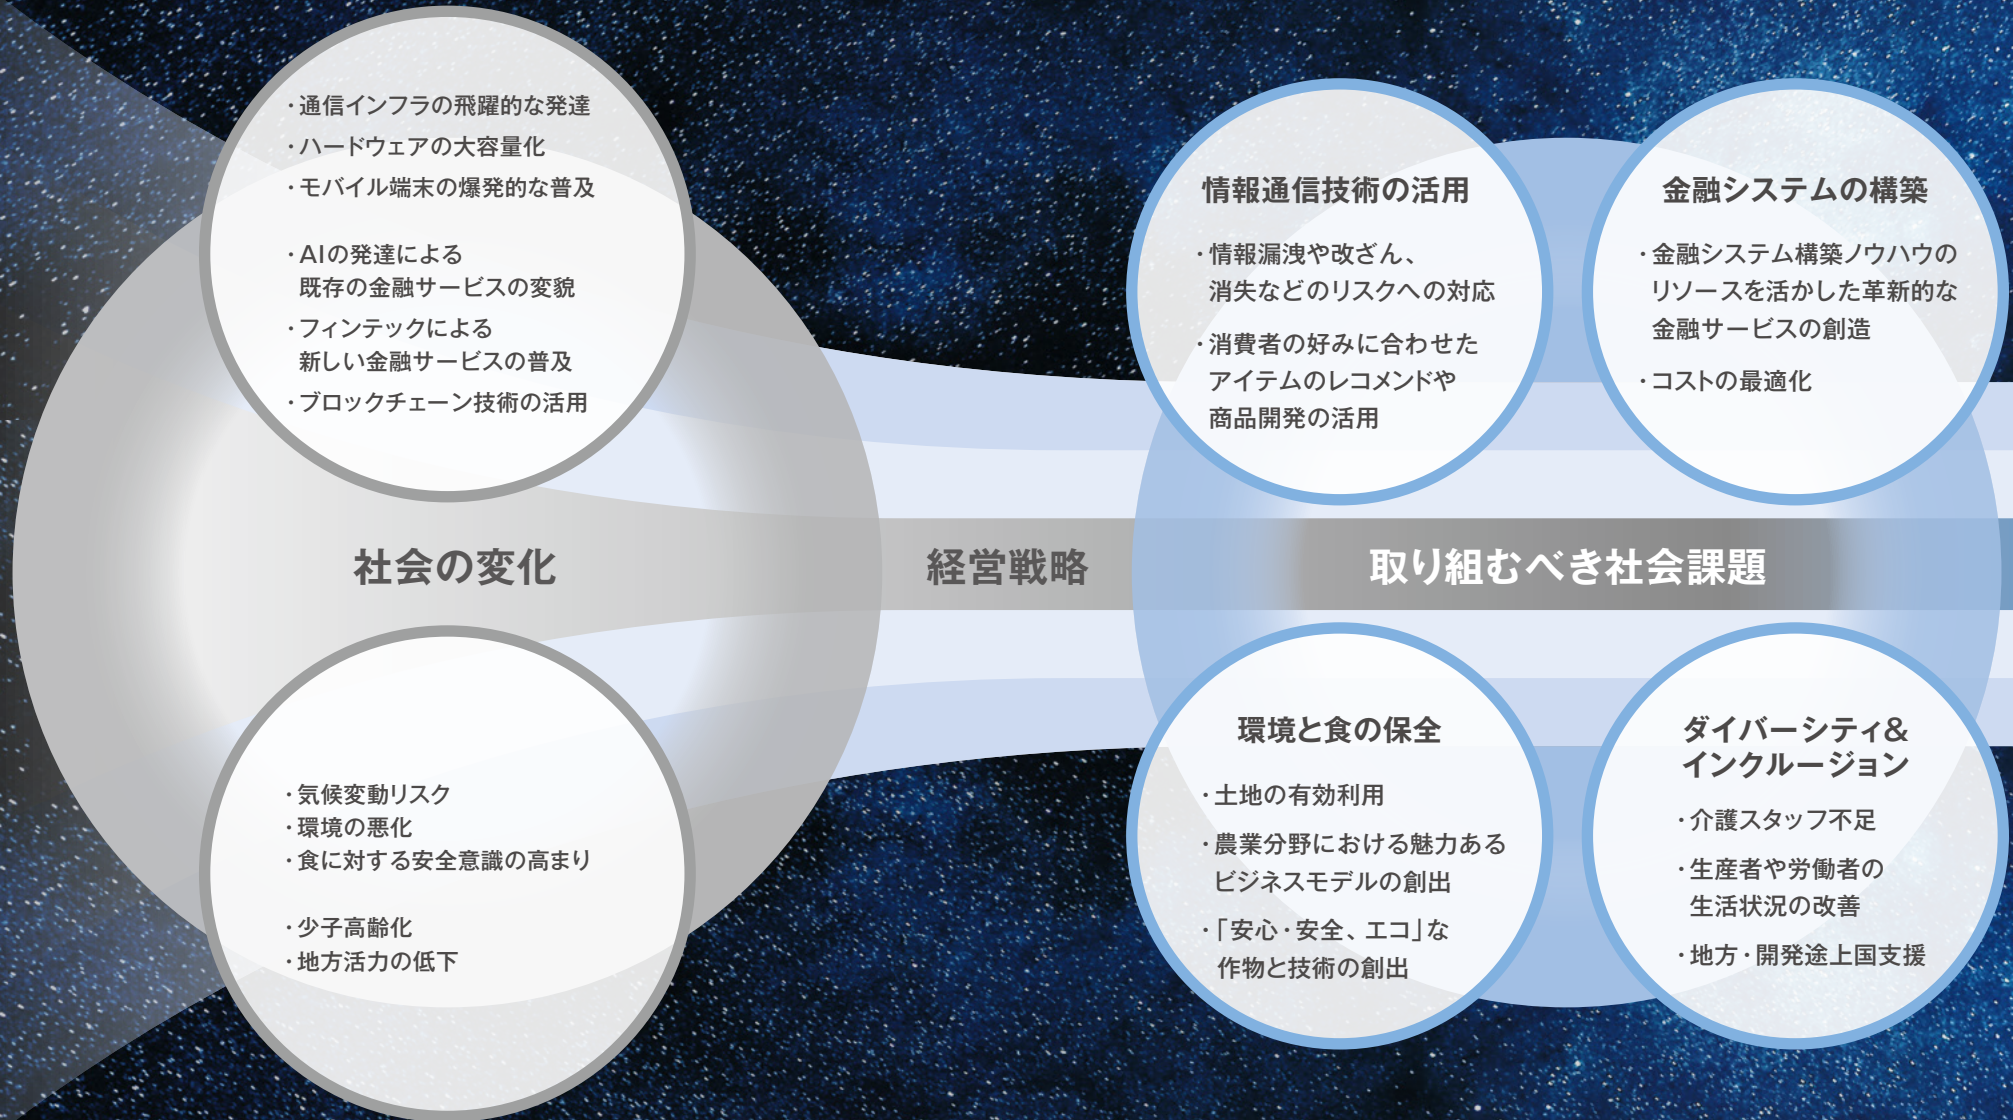 ・通信インフラの飛躍的な発達
・ハードウェアの大容量化
・モバイル端末の爆発的な普及
・AIの発達による
既存の金融サービスの変貌
・フィンテックによる
新しい金融サービスの普及
・ブロックチェーン技術の活用
社会の変化
・気候変動リスク
・環境の悪化
・食に対する安全意識の高まり
・少子高齢化
・地方活力の低下
経営戦略
情報通信技術の活用
・情報漏洩や改ざん、
消失などのリスクへの対応
・消費者の好みに合わせた
アイテムのレコメンドや
商品開発の活用
金融システムの構築
・金融システム構築ノウハウの
リソースを活かした革新的な
金融サービスの創造
・コストの最適化
取り組むべき社会課題
環境と食の保全
・土地の有効利用
・農業分野における魅力ある
ビジネスモデルの創出
・「安心・安全、エコ」な
作物と技術の創出
ダイバーシティ&
インクルージョン
・介護スタッフ不足
・生産者や労働者の
生活状況の改善
・地方・開発途上国支援